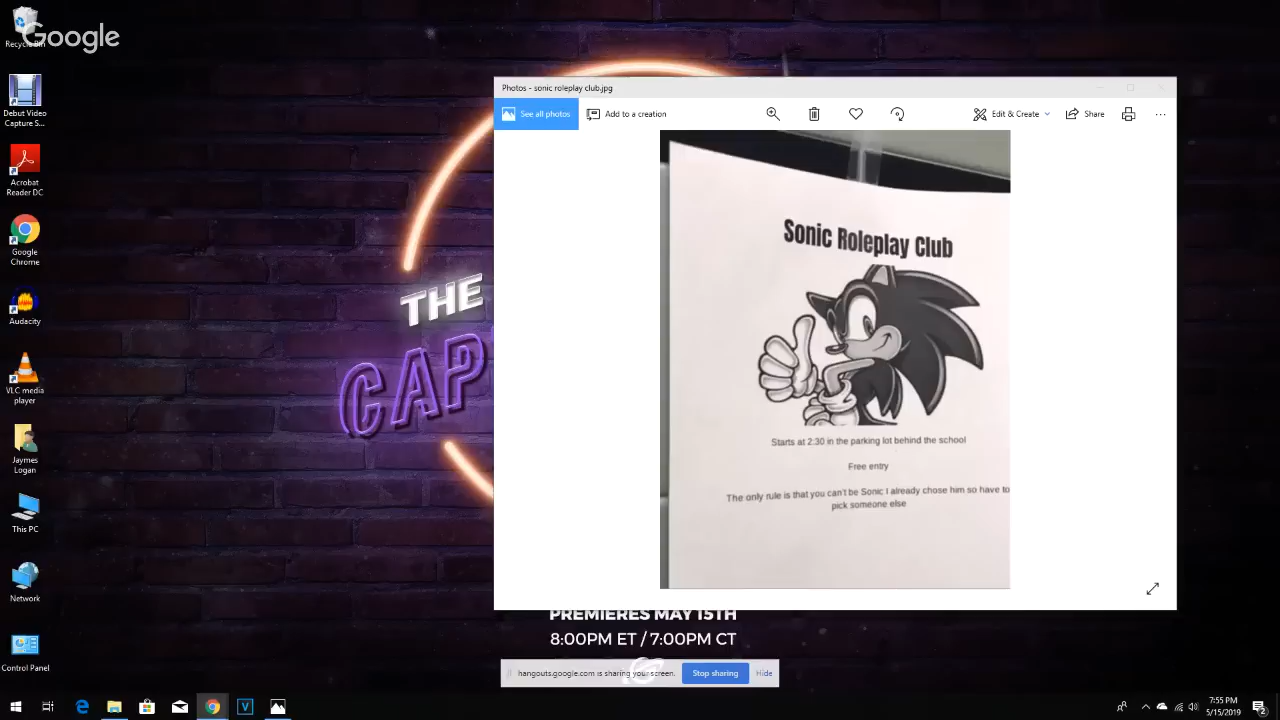 Google
Recycle Bin
Debut Video
Capture S...
Acrobat
Reader DC
Google
Chrome
Audacity
VLC media
player
Jaymes
Logan
This PC
Network
Control Panel
THE
CAP
Photos - sonic roleplay club.jpg
See all photos
Add to a creation
Edit & Create
Share
Sonic Roleplay Club
Starts at 2:30 in the parking lot behind the school
Free entry
The only rule is that you can't be Sonic I already chose him so have to
pick someone else
PREMIERES MAY 15TH
8:00PM ET / 7:00PM CT
hangouts.google.com is sharing your screen.
Stop sharing
Hide
7:55 PM
5/15/2019
2